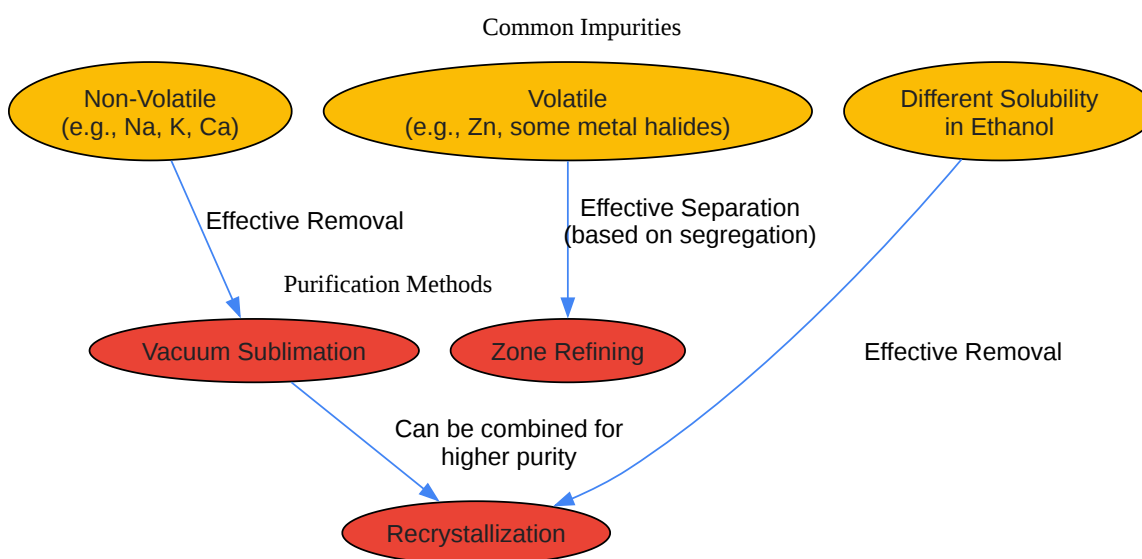 Common Impurities
Non-Volatile
(e.g., Na, K, Ca)
Volatile
(e.g., Zn, some metal halides)
Different Solubility
in Ethanol
Effective Removal
Effective Separation
(based on segregation)
Purification Methods
Vacuum Sublimation
Zone Refining
Effective Removal
Can be combined for
higher purity
Recrystallization